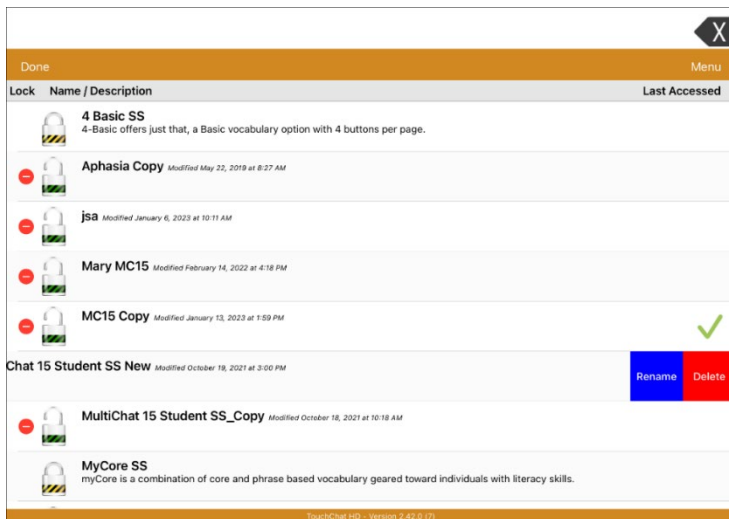 X
Done Menu
Lock Name / Description Last Accessed
4 Basic SS
4-Basic offers just that, a Basic vocabulary option with 4 buttons per page.
Aphasia Copy Modified May 22, 2019 at 8:27 AM
jsa Modified January 6, 2023 at 10:11 AM
Mary MC15 Modified February 14, 2022 at 4:18 PM
MC15 Copy Modified January 13, 2023 at 1:59 PM
Chat 15 Student SS New Modified October 19, 2021 at 3:00 PM Rename Delete
MultiChat 15 Student SS_Copy Modified October 18, 2021 at 10:18 AM
MyCore SS
myCore is a combination of core and phrase based vocabulary geared toward individuals with literacy skills.
TouchChat HD - Version 2.42.0 (7)